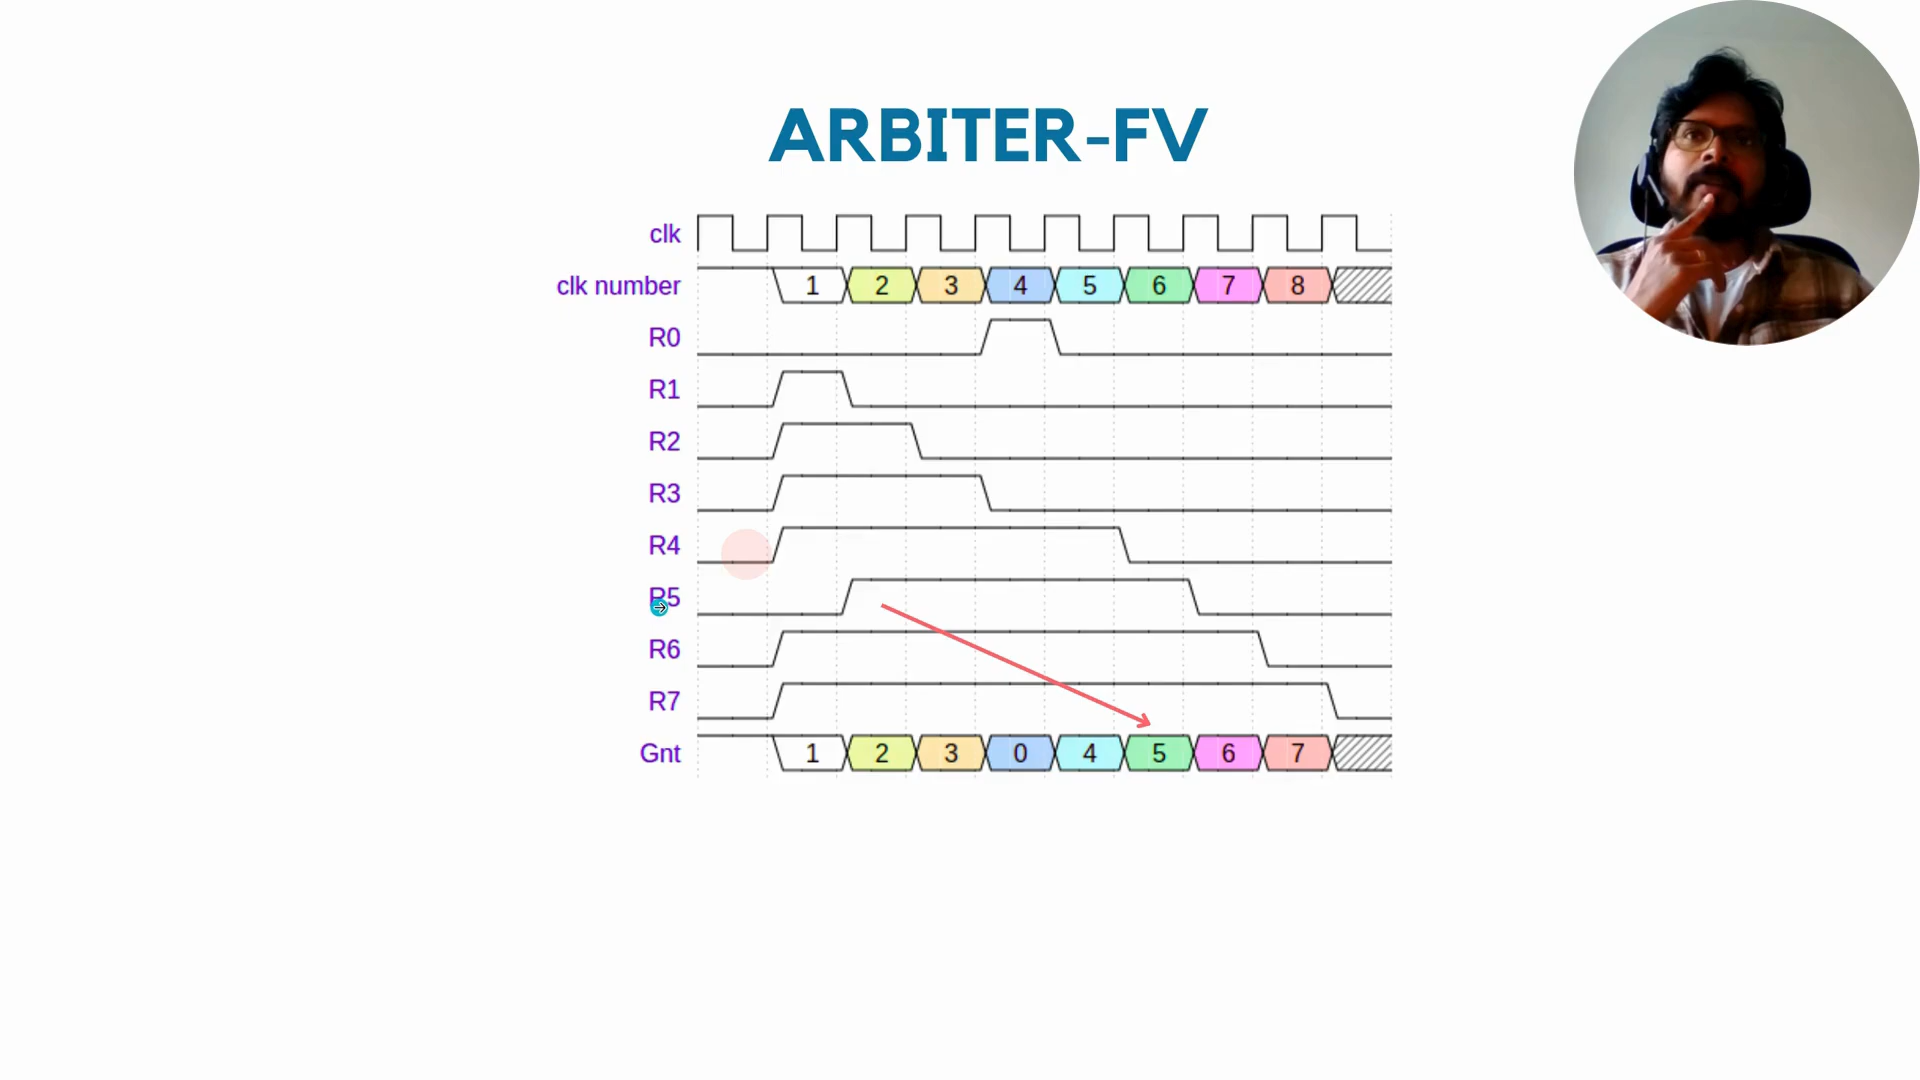 ARBITER-FV
clk
clk number 1 2 3 4 5 6 7 8
R0
R1
R2
R3
R4
R5
R6
R7
Gnt 1 2 3 0 4 5 6 7